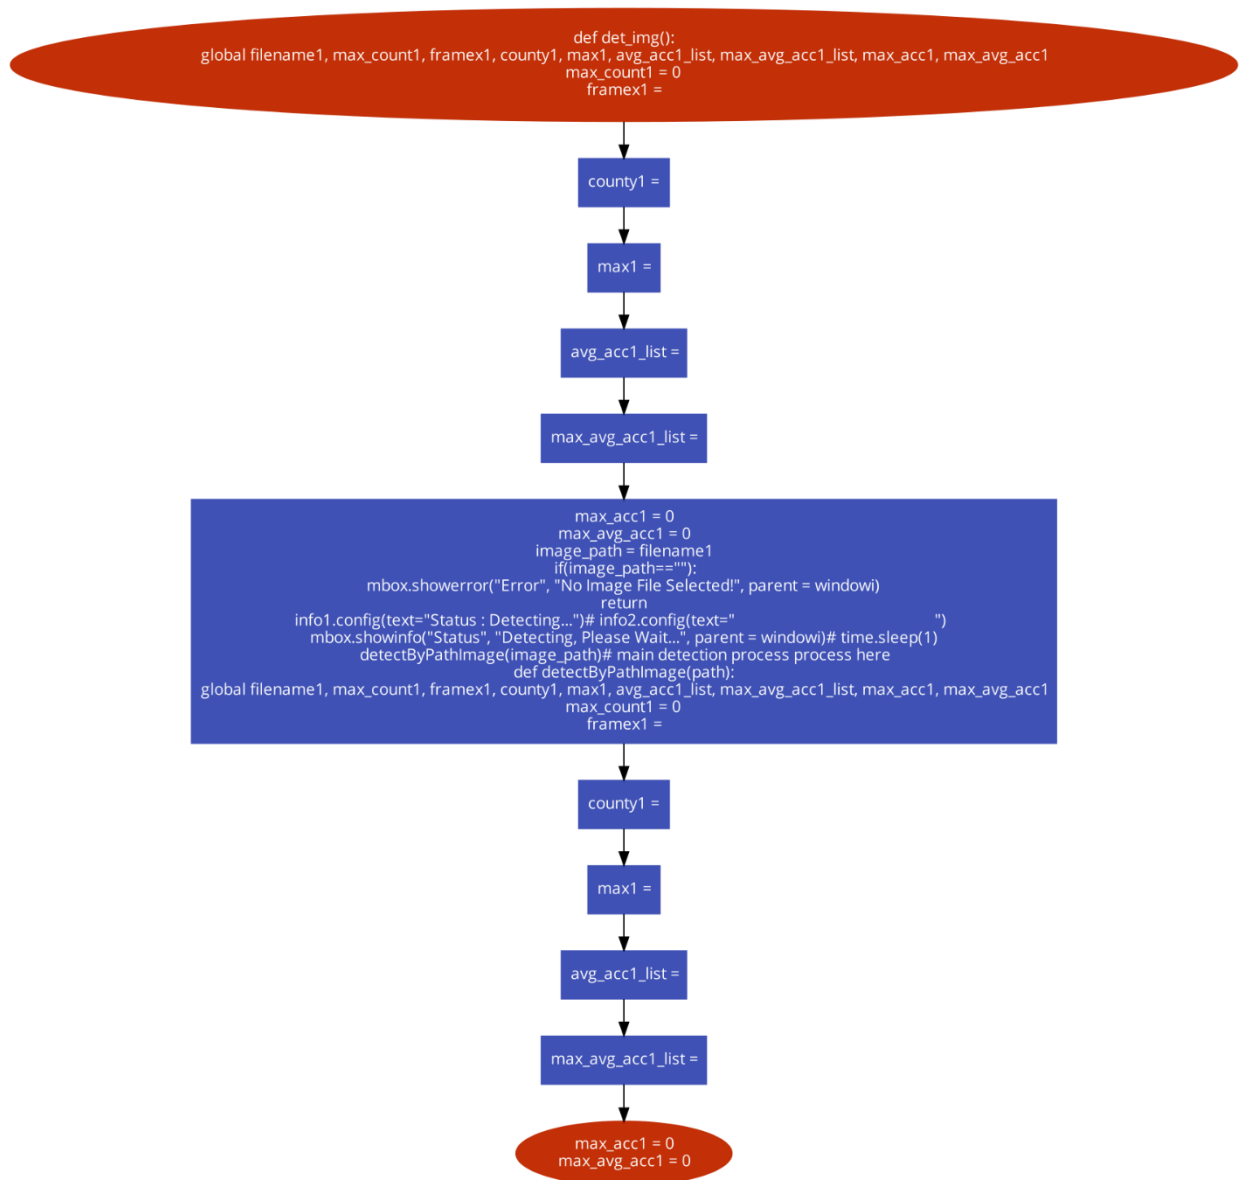 def det_img():
global filename1, max_count1, framex1, county1, max1, avg_acc1_list, max_avg_acc1_list, max_acc1, max_avg_acc1
max_count1 = 0
framex1 =
county1 =
max1 =
avg_acc1_list =
max_avg_acc1_list =
max_acc1 = 0
max_avg_acc1 = 0
image_path = filename1
if(image_path==""):
mbox.showerror("Error", "No Image File Selected!", parent = windowi)
return
info1.config(text="Status : Detecting...")# info2.config(text="                                                  ")
mbox.showinfo("Status", "Detecting, Please Wait...", parent = windowi)# time.sleep(1)
detectByPathImage(image_path)# main detection process process here
def detectByPathImage(path):
global filename1, max_count1, framex1, county1, max1, avg_acc1_list, max_avg_acc1_list, max_acc1, max_avg_acc1
max_count1 = 0
framex1 =
county1 =
max1 =
avg_acc1_list =
max_avg_acc1_list =
max_acc1 = 0
max_avg_acc1 = 0